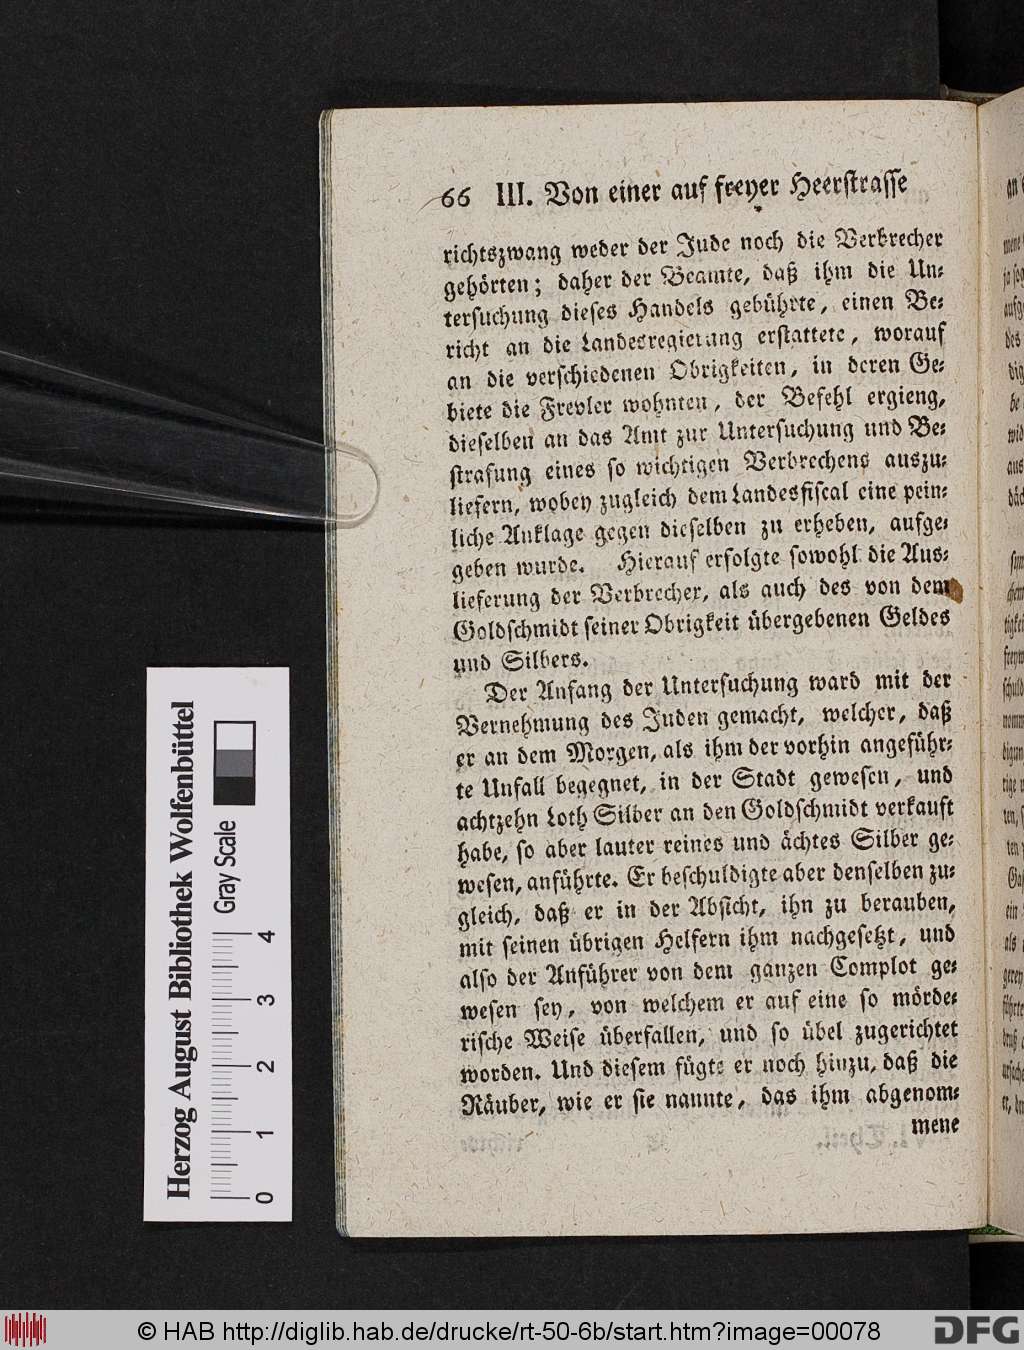 66 III. Von einer auf freyer Heerstrasse
richtszwang weder der Jude noch die Verbrecher
gehörten; daher der Beamte, daß ihm die Un⸗
tersuchung dieses Handels gebührte, einen Be⸗
richt an die Landesregierung erstattete, worauf
an die verschiedenen Obrigkeiten, in deren Ge⸗
biete die Frevler wohnten, der Befehl ergieng,
dieselben an das Amt zur Untersuchung und Be⸗
strafung eines so wichtigen Verbrechens auszu⸗
liefern, wobey zugleich dem Landesfiscal eine pein⸗
liche Anklage gegen dieselben zu erheben, aufge⸗
geben wurde. Hierauf erfolgte sowohl die Aus⸗
lieferung der Verbrecher, als auch des von dem
Goldschmidt seiner Obrigkeit übergebenen Geldes
und Silbers.
Der Anfang der Untersuchung ward mit der
Vernehmung des Juden gemacht, welcher, daß
er an dem Morgen, als ihm der vorhin angeführ⸗
te Unfall begegnet, in der Stadt gewesen, und
achtzehn Loth Silber an den Goldschmidt verkauft
habe, so aber lauter reines und ächtes Silber ge⸗
wesen, anführte. Er beschuldigte aber denselben zu⸗
gleich, daß er in der Absicht, ihn zu berauben,
mit seinen übrigen Helfern ihm nachgesetzt, und
also der Anführer von dem ganzen Complot ge⸗
wesen sey, von welchem er auf eine so mörde⸗
rische Weise überfallen, und so übel zugerichtet
worden. Und diesem fügte er noch hinzu, daß die
Räuber, wie er sie nannte, das ihm abgenom⸗
mene
Herzog August Bibliothek Wolfenbüttel
Gray Scale
0 1 2 3 4
© HAB http://diglib.hab.de/drucke/rt-50-6b/start.htm?image=00078
DFG